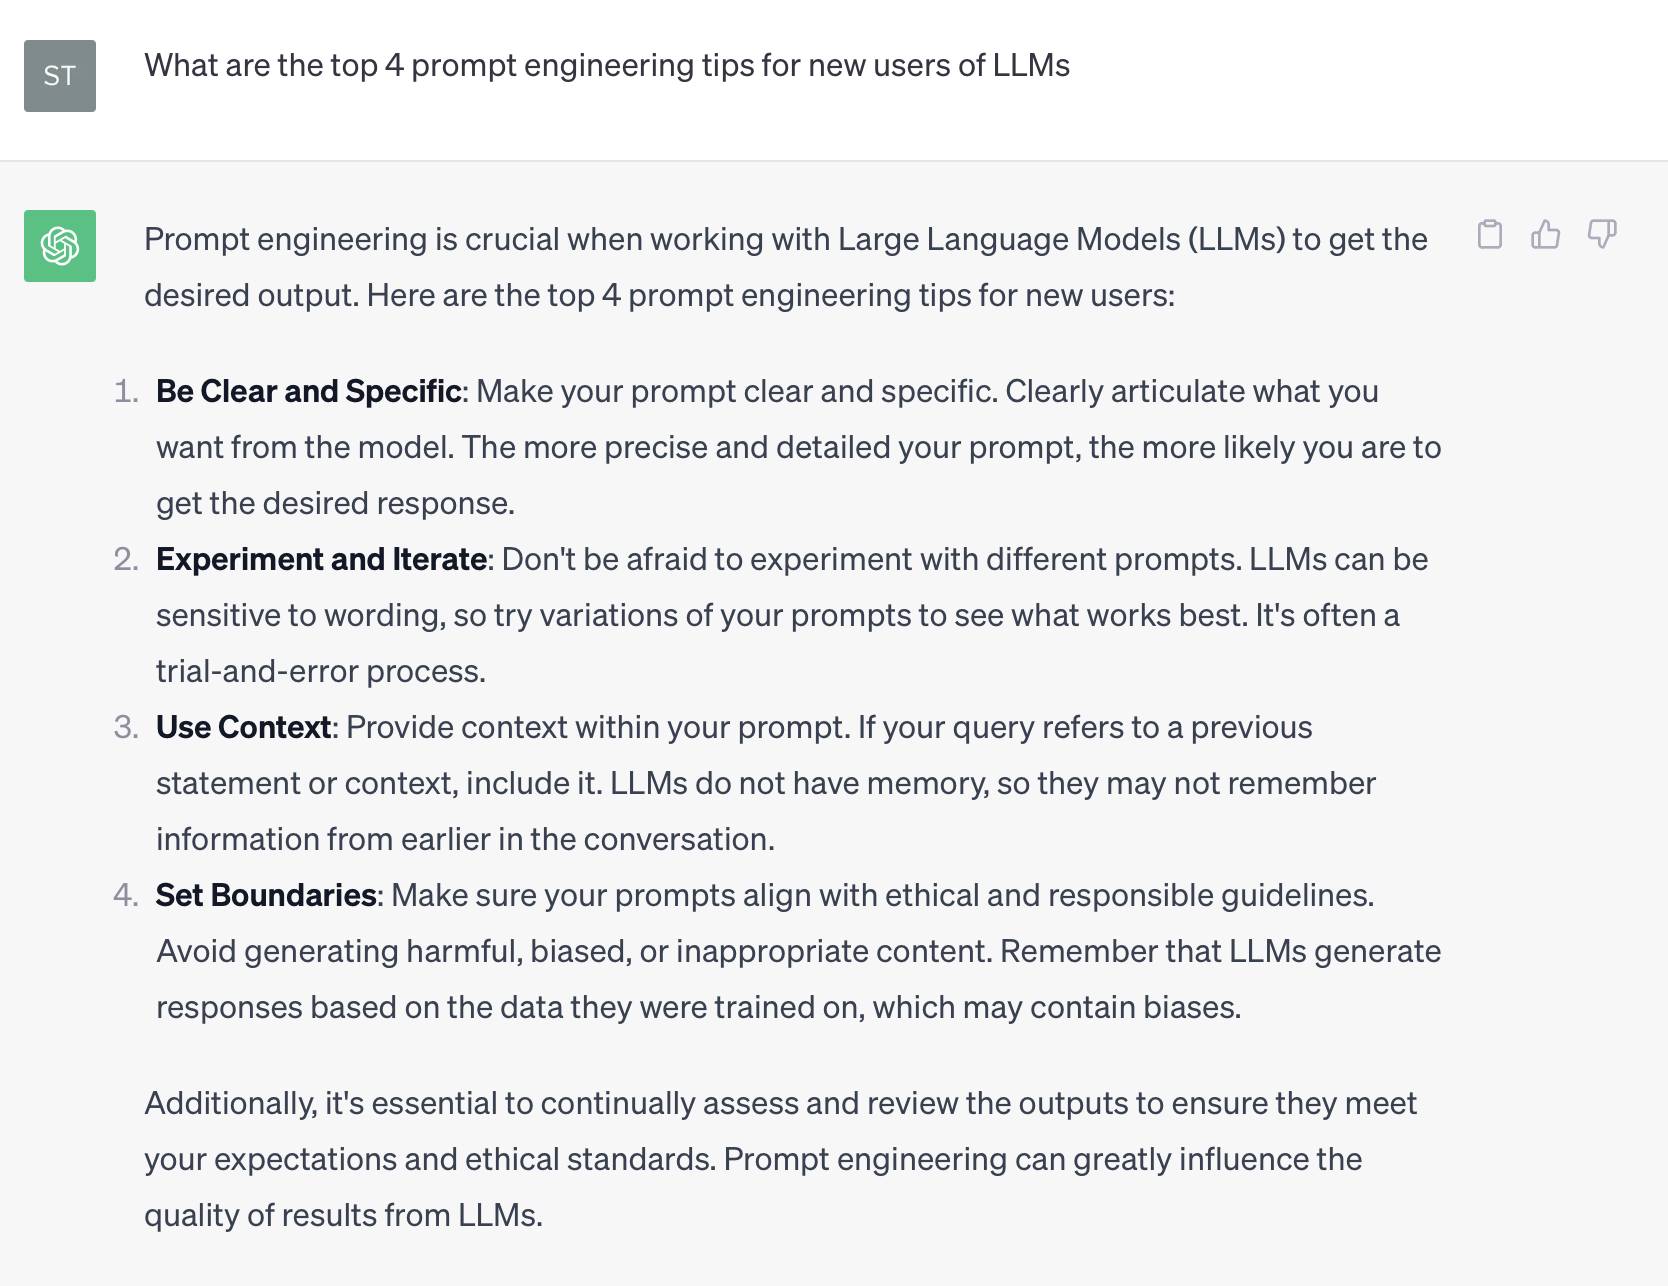 ST
What are the top 4 prompt engineering tips for new users of LLMs
Prompt engineering is crucial when working with Large Language Models (LLMs) to get the
desired output. Here are the top 4 prompt engineering tips for new users:
1. Be Clear and Specific: Make your prompt clear and specific. Clearly articulate what you
want from the model. The more precise and detailed your prompt, the more likely you are to
get the desired response.
2. Experiment and Iterate: Don't be afraid to experiment with different prompts. LLMs can be
sensitive to wording, so try variations of your prompts to see what works best. It's often a
trial-and-error process.
3. Use Context: Provide context within your prompt. If your query refers to a previous
statement or context, include it. LLMs do not have memory, so they may not remember
information from earlier in the conversation.
4. Set Boundaries: Make sure your prompts align with ethical and responsible guidelines.
Avoid generating harmful, biased, or inappropriate content. Remember that LLMs generate
responses based on the data they were trained on, which may contain biases.
Additionally, it's essential to continually assess and review the outputs to ensure they meet
your expectations and ethical standards. Prompt engineering can greatly influence the
quality of results from LLMs.